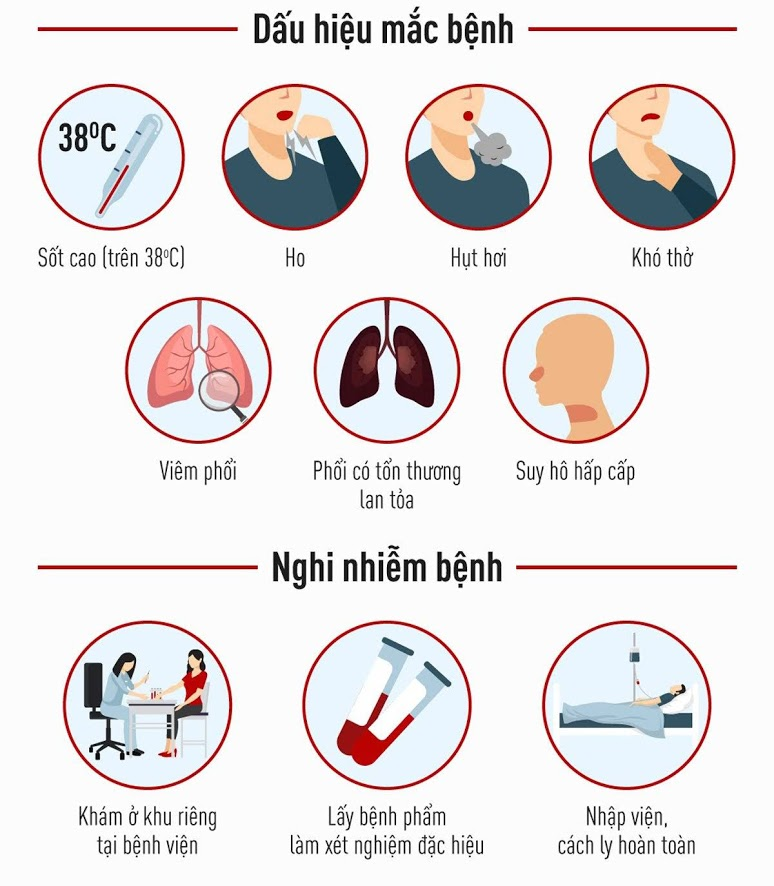 Dấu hiệu mắc bệnh
38⁰C
Sốt cao (trên 38⁰C)
Ho
Hụt hơi
Khó thở
Viêm phổi
Phổi có tổn thương
lan tỏa
Suy hô hấp cấp
Nghi nhiễm bệnh
Khám ở khu riêng
tại bệnh viện
Lấy bệnh phẩm
làm xét nghiệm đặc hiệu
Nhập viện,
cách ly hoàn toàn